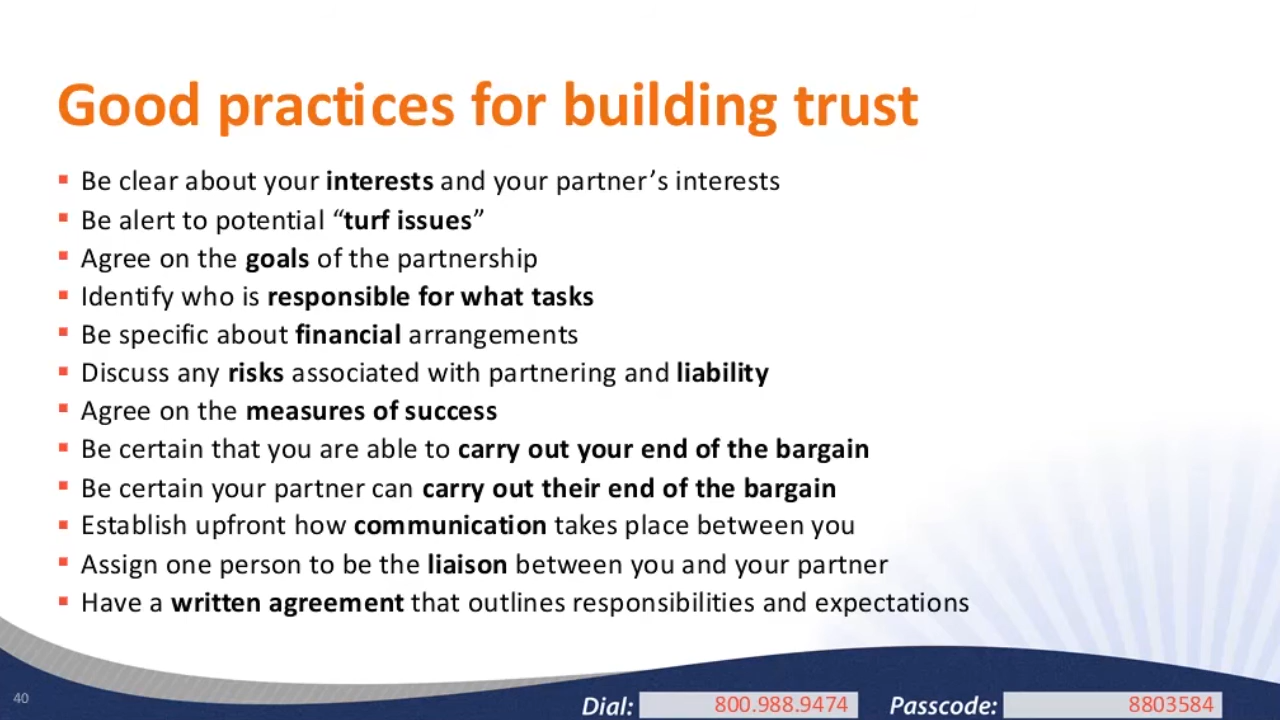 Good practices for building trust
▪ Be clear about your interests and your partner’s interests
▪ Be alert to potential “turf issues”
▪ Agree on the goals of the partnership
▪ Identify who is responsible for what tasks
▪ Be specific about financial arrangements
▪ Discuss any risks associated with partnering and liability
▪ Agree on the measures of success
▪ Be certain that you are able to carry out your end of the bargain
▪ Be certain your partner can carry out their end of the bargain
▪ Establish upfront how communication takes place between you
▪ Assign one person to be the liaison between you and your partner
▪ Have a written agreement that outlines responsibilities and expectations
40
Dial: 800.988.9474 Passcode: 8803584